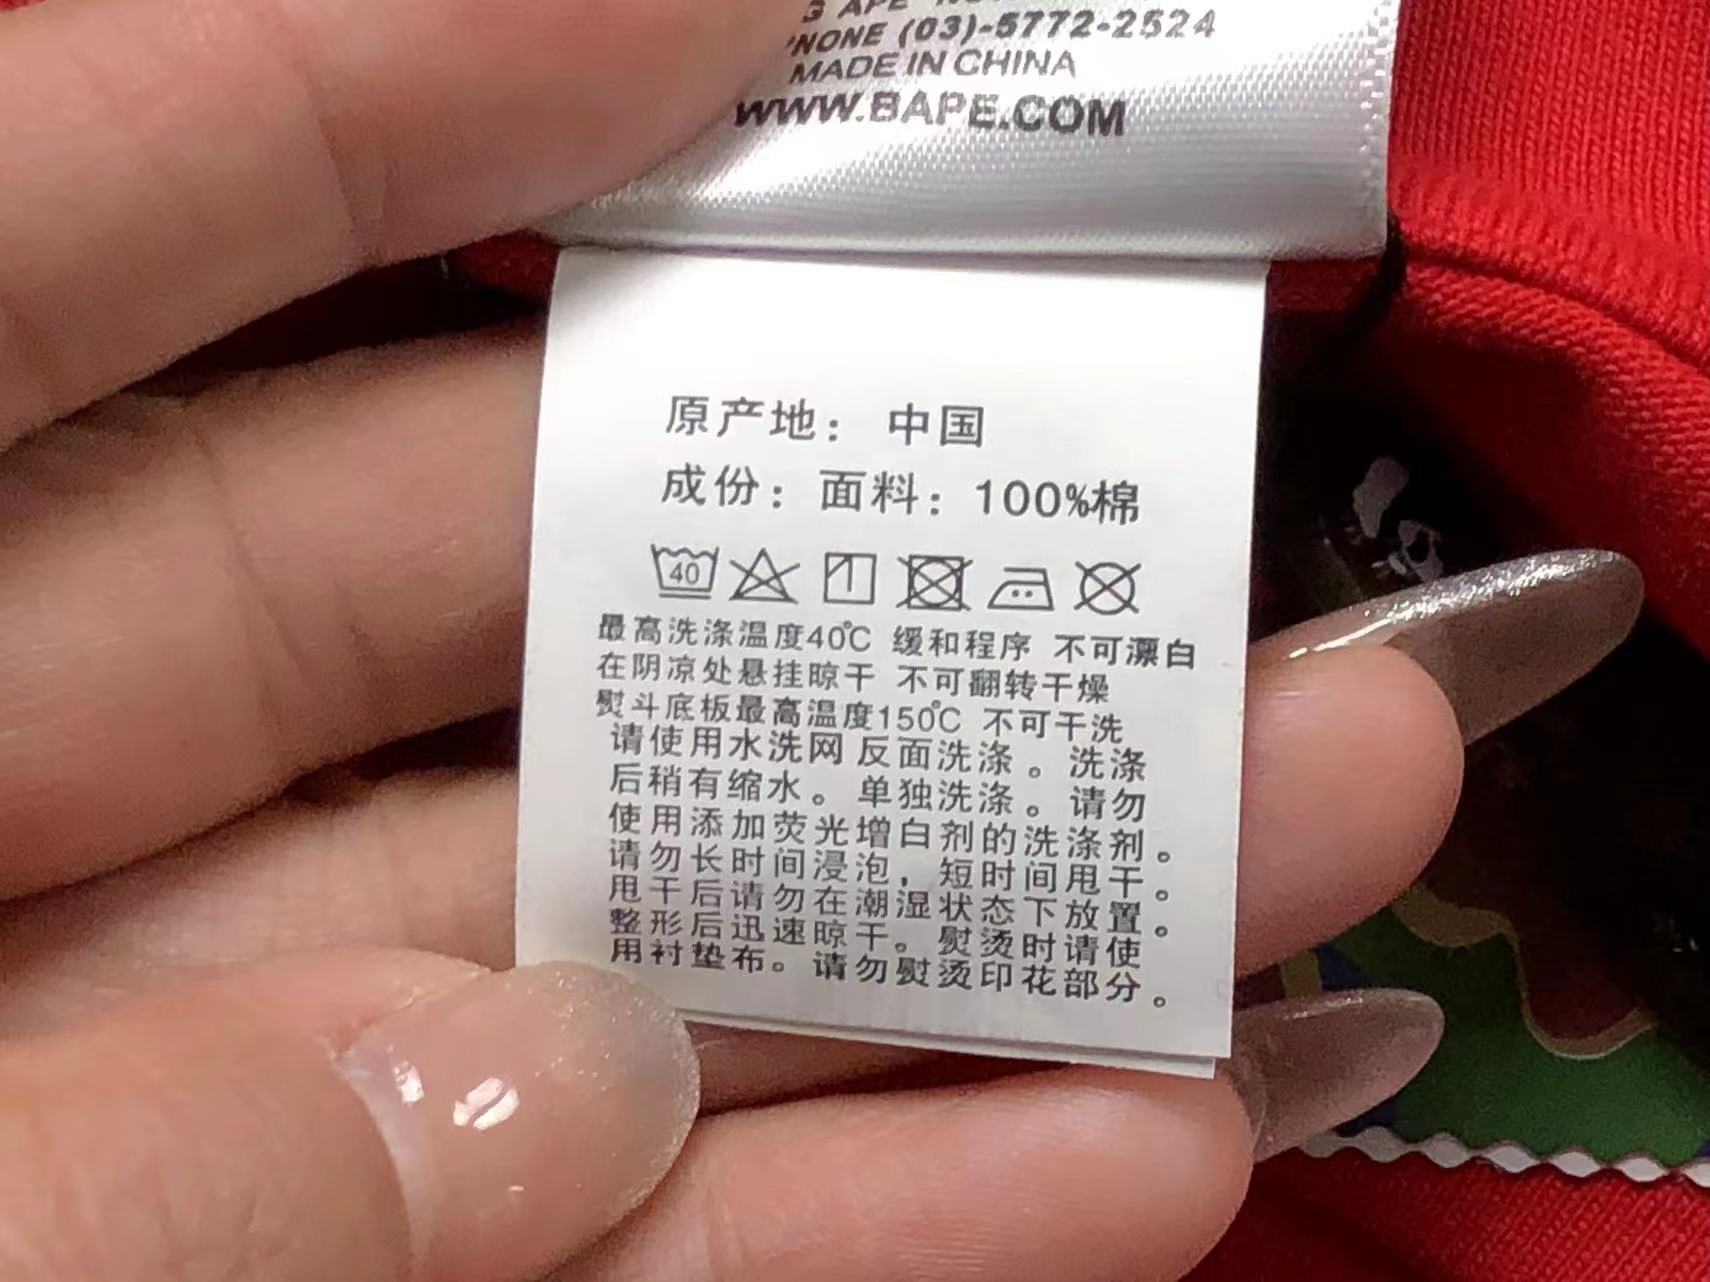 G APE
PHONE (03)-5772-2524
MADE IN CHINA
WWW.BAPE.COM
原产地：中国
成份：面料：100%棉
40
最高洗涤温度40℃ 缓和程序 不可漂白
在阴凉处悬挂晾干 不可翻转干燥
熨斗底板最高温度150℃ 不可干洗
请使用水洗网反面洗涤。洗涤
后稍有缩水。单独洗涤。请勿
使用添加荧光增白剂的洗涤剂。
请勿长时间浸泡，短时间甩干。
甩干后请勿在潮湿状态下放置。
整形后迅速晾干。熨烫时请使
用衬垫布。请勿熨烫印花部分。